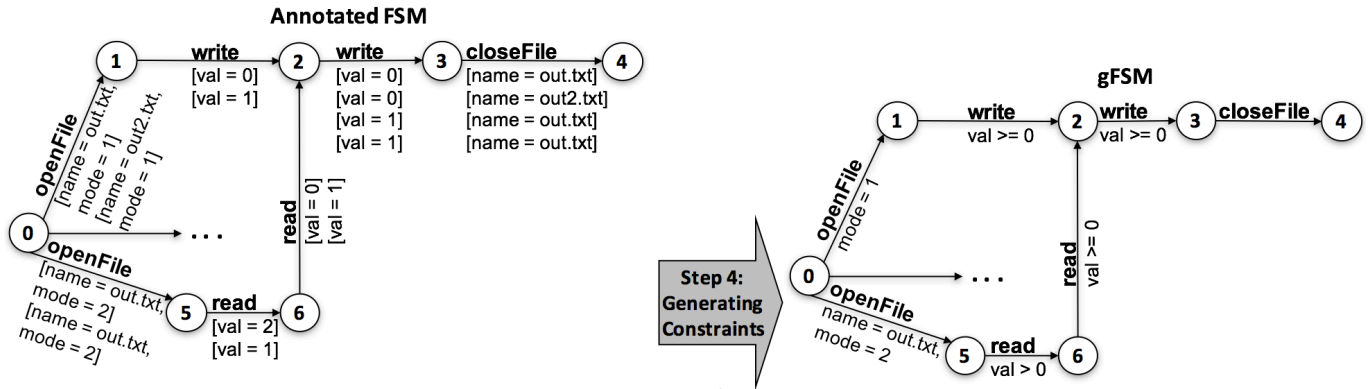 Annotated FSM
1
write
[val = 0]
[val = 1]
2
write
[val = 0]
[val = 0]
[val = 1]
[val = 1]
3
closeFile
[name = out.txt]
[name = out2.txt]
[name = out.txt]
[name = out.txt]
4
openFile
[name = out.txt,
mode = 1]
[name = out2.txt,
mode = 1]
read
[val = 0]
[val = 1]
0
...
openFile
[name = out.txt,
mode = 2]
[name = out.txt,
mode = 2]
5
read
[val = 2]
[val = 1]
6
Step 4:
Generating
Constraints
gFSM
1
write
val >= 0
2
write
val >= 0
3
closeFile
4
openFile
mode = 1
read
val >= 0
0
...
openFile
name = out.txt,
mode = 2
5
read
val > 0
6